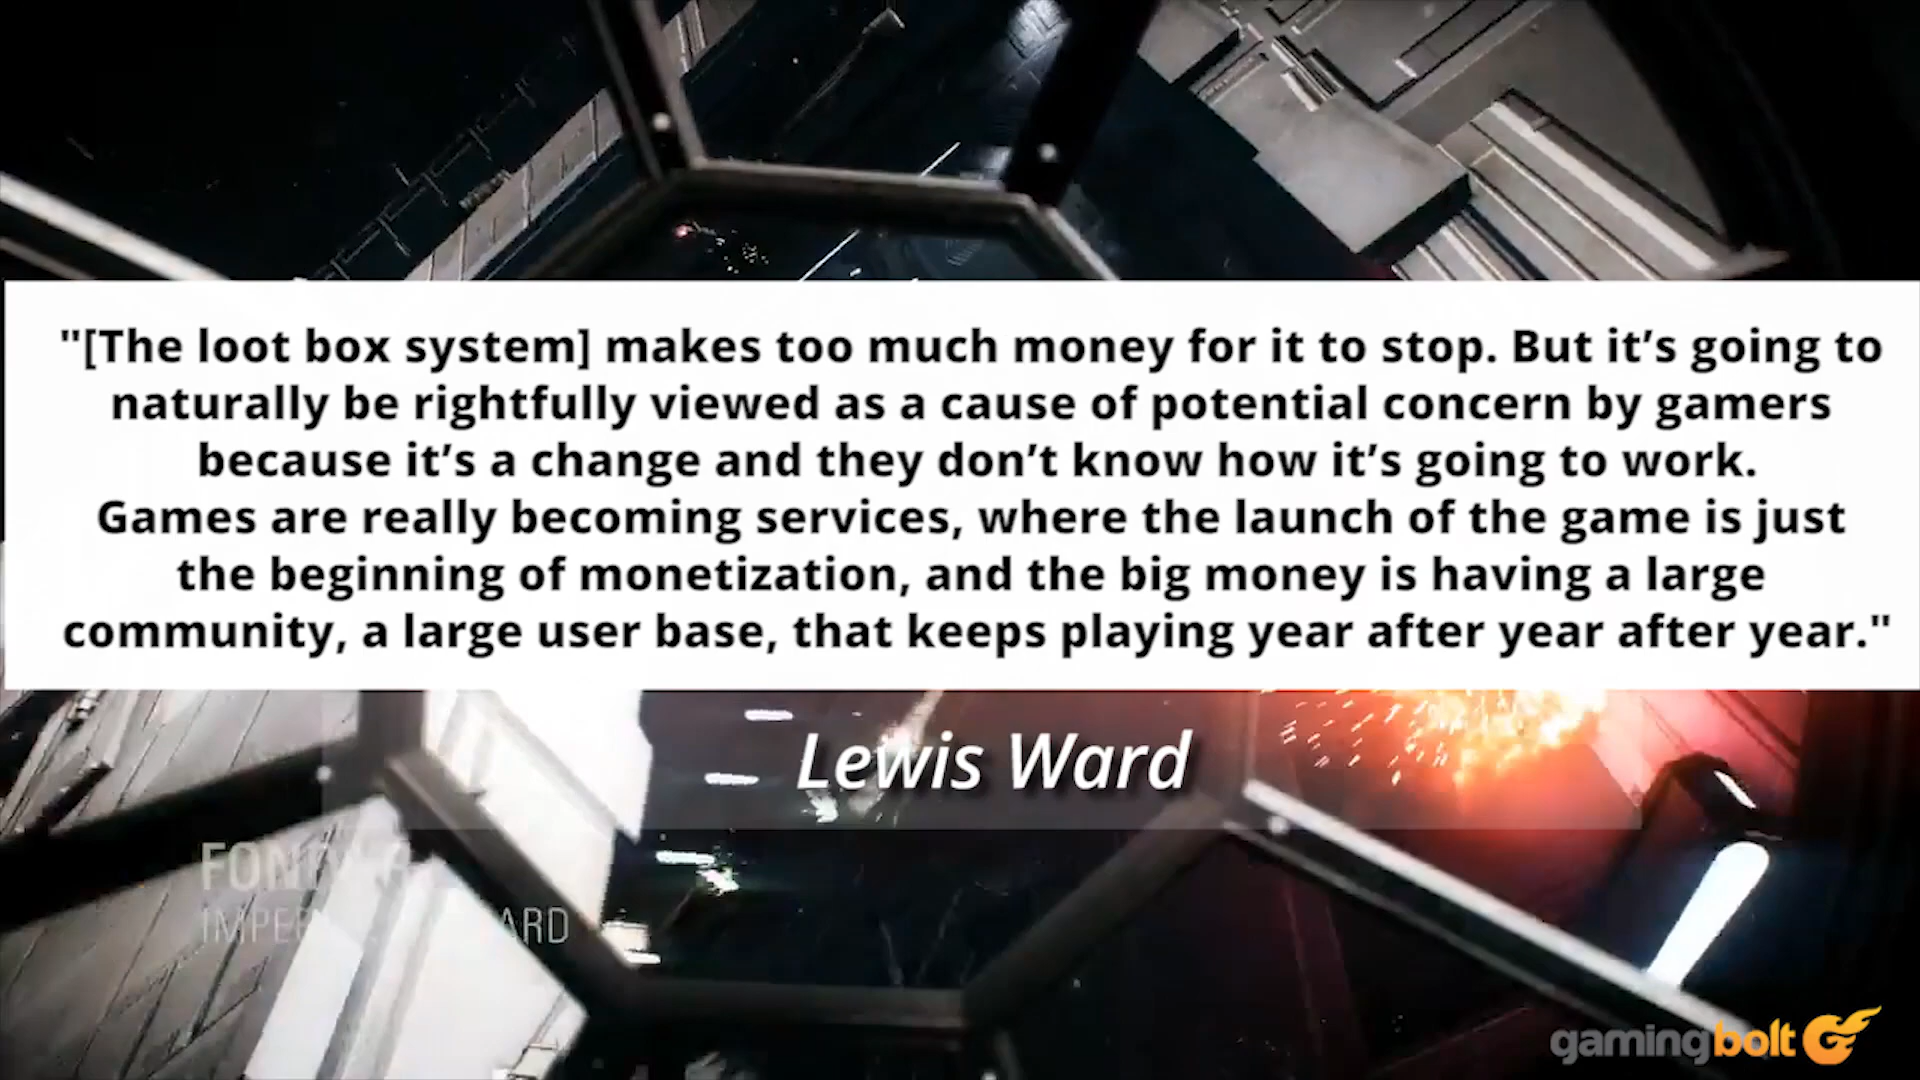 "[The loot box system] makes too much money for it to stop. But it’s going to
naturally be rightfully viewed as a cause of potential concern by gamers
because it’s a change and they don’t know how it’s going to work.
Games are really becoming services, where the launch of the game is just
the beginning of monetization, and the big money is having a large
community, a large user base, that keeps playing year after year after year."
Lewis Ward
gamingbolt